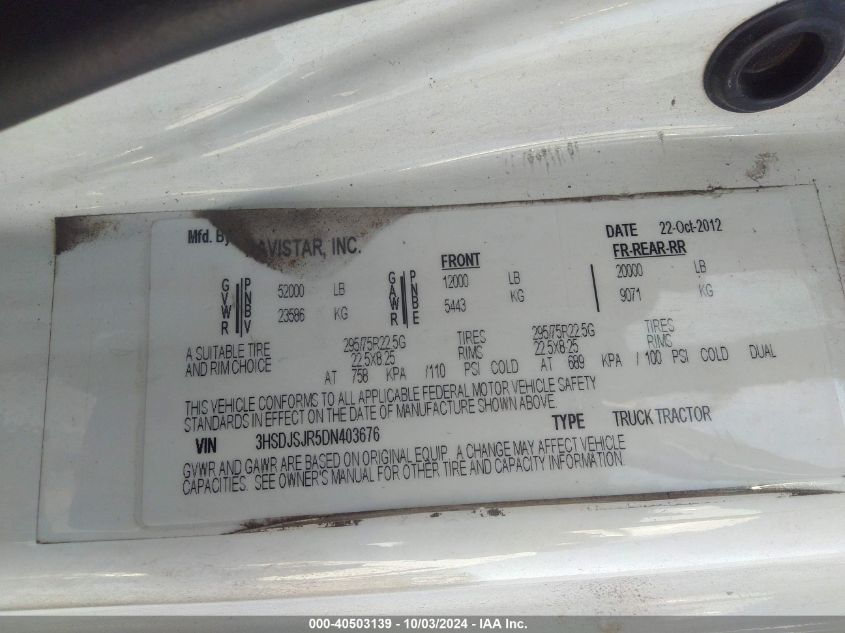 Mfd. By AVISTAR, INC. DATE 22-Oct-2012
FRONT FR-REAR-RR
GVWR PNBV 52000 LB GAWR PNBE 12000 LB 20000 LB
23586 KG 5443 KG 9071 KG
A SUITABLE TIRE 295/75R22.5G TIRES 295/75R22.5G TIRES
AND RIM CHOICE 22.5X8.25 RIMS 22.5X8.25 RIMS
AT 758 KPA /110 PSI COLD AT 689 KPA / 100 PSI COLD DUAL
THIS VEHICLE CONFORMS TO ALL APPLICABLE FEDERAL MOTOR VEHICLE SAFETY
STANDARDS IN EFFECT ON THE DATE OF MANUFACTURE SHOWN ABOVE.
VIN 3HSDJSJR5DN403676 TYPE TRUCK TRACTOR
GVWR AND GAWR ARE BASED ON ORIGINAL EQUIP. A CHANGE MAY AFFECT VEHICLE
CAPACITIES. SEE OWNER'S MANUAL FOR OTHER TIRE AND CAPACITY INFORMATION
000-40503139 - 10/03/2024 - IAA Inc.